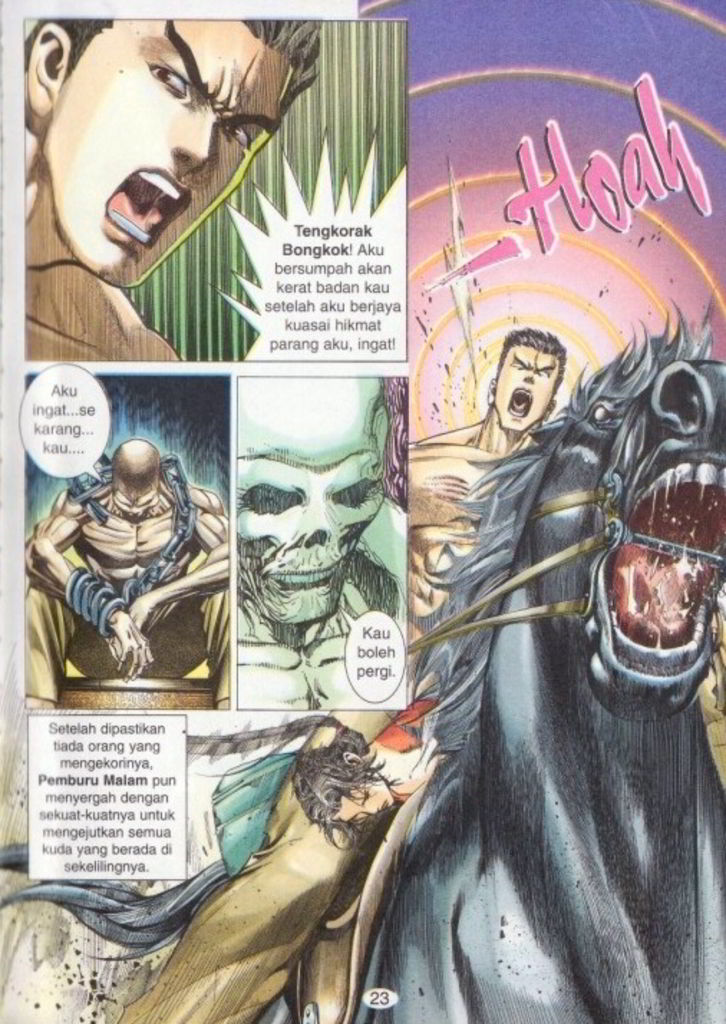 Tengkorak
Bongkok! Aku
bersumpah akan
kerat badan kau
setelah aku berjaya
kuasai hikmat
parang aku, ingat!
Hoah
Aku
ingat...se
karang...
kau....
Kau
boleh
pergi.
Setelah dipastikan
tiada orang yang
mengekorinya,
Pemburu Malam pun
menyergah dengan
sekuat-kuatnya untuk
mengejutkan semua
kuda yang berada di
sekelilingnya.
23